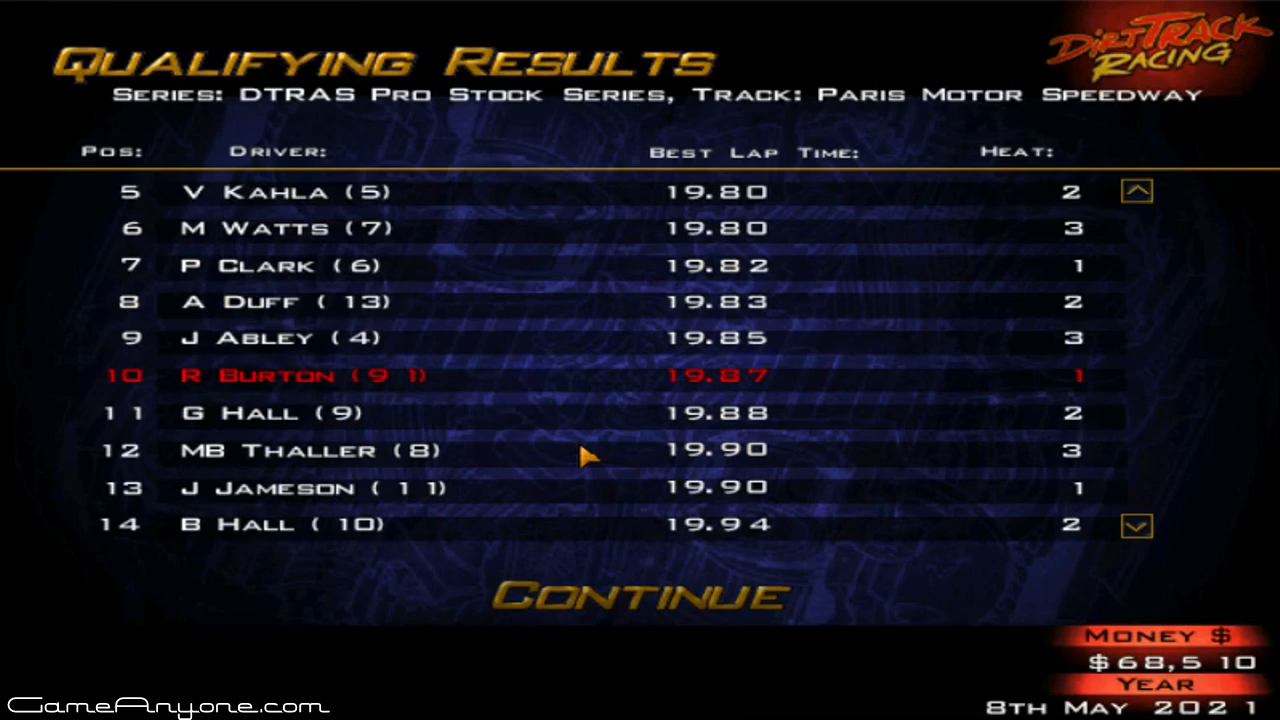 Dirt Track
Racing
Qualifying Results
Series: DTRAS Pro Stock Series, Track: Paris Motor Speedway
Pos: Driver: Best Lap Time: Heat:
5 V Kahla (5) 19.80 2
6 M Watts (7) 19.80 3
7 P Clark (6) 19.82 1
8 A Duff (13) 19.83 2
9 J Abley (4) 19.85 3
10 R Burton (91) 19.87 1
11 G Hall (9) 19.88 2
12 MB Thaller (8) 19.90 3
13 J Jameson (11) 19.90 1
14 B Hall (10) 19.94 2
Continue
Money $
$68,510
Year
8th May 2021
GameAnyone.com